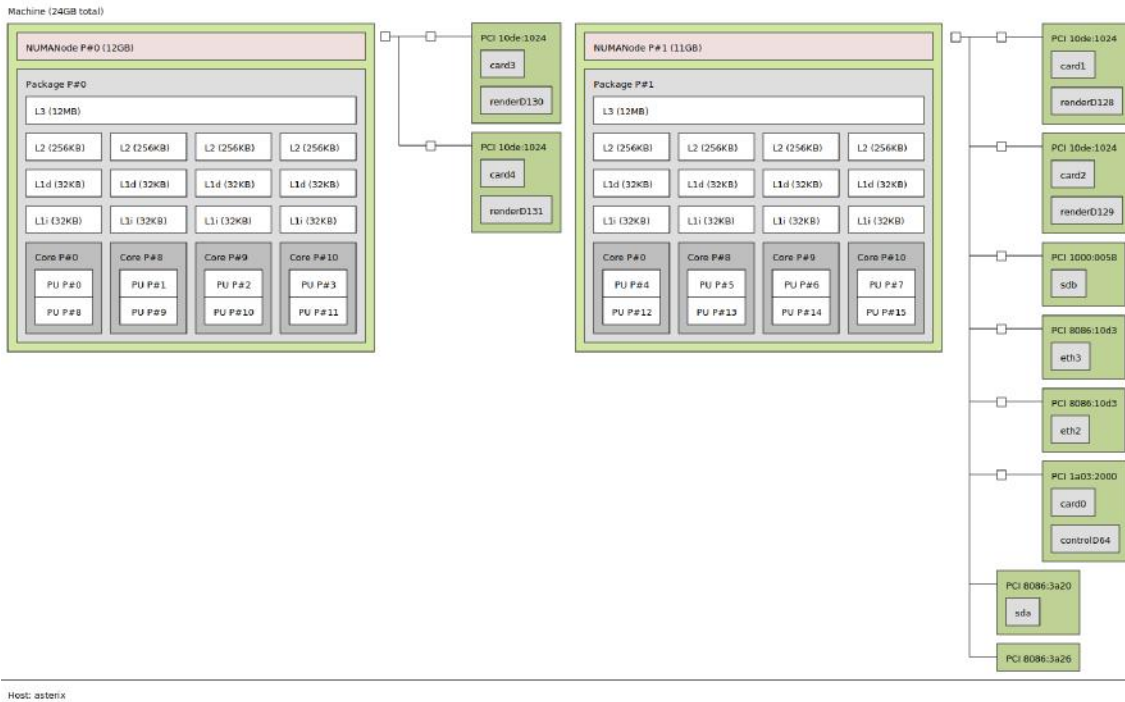 Machine (24GB total)
NUMANode P#0 (12GB)
Package P#0
L3 (12MB)
L2 (256KB) L2 (256KB) L2 (256KB) L2 (256KB)
L1d (32KB) L1d (32KB) L1d (32KB) L1d (32KB)
L1i (32KB) L1i (32KB) L1i (32KB) L1i (32KB)
Core P#0 Core P#8 Core P#9 Core P#10
PU P#0 PU P#1 PU P#2 PU P#3
PU P#8 PU P#9 PU P#10 PU P#11
PCI 10de:1024
card3
renderD130
PCI 10de:1024
card4
renderD131
NUMANode P#1 (11GB)
Package P#1
L3 (12MB)
L2 (256KB) L2 (256KB) L2 (256KB) L2 (256KB)
L1d (32KB) L1d (32KB) L1d (32KB) L1d (32KB)
L1i (32KB) L1i (32KB) L1i (32KB) L1i (32KB)
Core P#0 Core P#8 Core P#9 Core P#10
PU P#4 PU P#5 PU P#6 PU P#7
PU P#12 PU P#13 PU P#14 PU P#15
PCI 10de:1024
card1
renderD128
PCI 10de:1024
card2
renderD129
PCI 1000:0058
sdb
PCI 8086:10d3
eth3
PCI 8086:10d3
eth2
PCI 1a03:2000
card0
controlD64
PCI 8086:3a20
sda
PCI 8086:3a26
Host: asterix